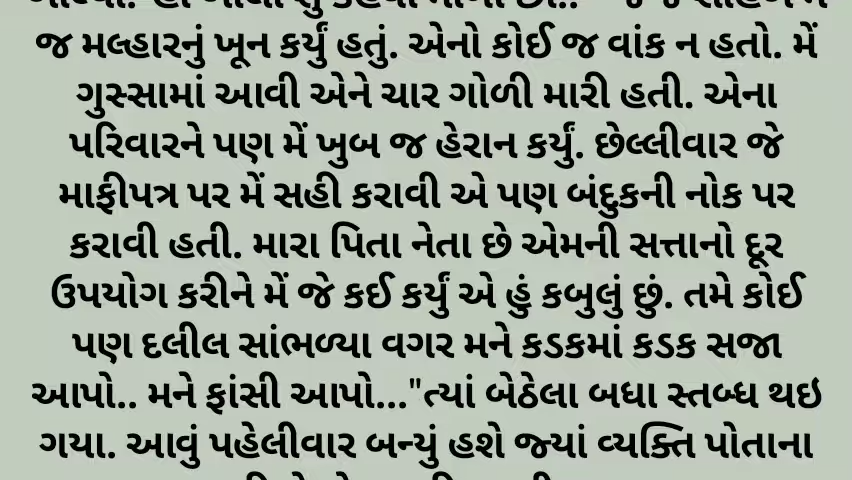 જ મલ્હારનું ખૂન કર્યું હતું. એનો કોઈ જ વાંક ન હતો. મેં
ગુસ્સામાં આવી એને ચાર ગોળી મારી હતી. એના
પરિવારને પણ મેં ખુબ જ હેરાન કર્યું. છેલ્લીવાર જે
માફીપત્ર પર મેં સહી કરાવી એ પણ બંદુકની નોક પર
કરાવી હતી. મારા પિતા નેતા છે એમની સત્તાનો દૂર
ઉપયોગ કરીને મેં જે કઈ કર્યું એ હું કબુલું છું. તમે કોઈ
પણ દલીલ સાંભળ્યા વગર મને કડકમાં કડક સજા
આપો.. મને ફાંસી આપો..."ત્યાં બેઠેલા બધા સ્તબ્ધ થઇ
ગયા. આવું પહેલીવાર બન્યું હશે જ્યાં વ્યક્તિ પોતાના